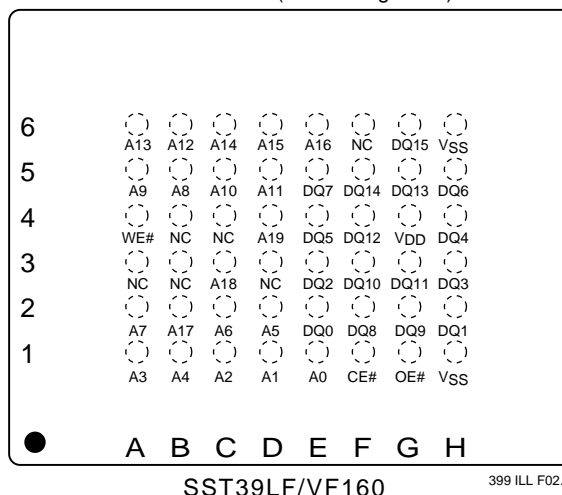 6
A13 A12 A14 A15 A16 NC DQ15 VSS
5
A9 A8 A10 A11 DQ7 DQ14 DQ13 DQ6
4
WE# NC NC A19 DQ5 DQ12 VDD DQ4
3
NC NC A18 NC DQ2 DQ10 DQ11 DQ3
2
A7 A17 A6 A5 DQ0 DQ8 DQ9 DQ1
1
A3 A4 A2 A1 A0 CE# OE# VSS
A B C D E F G H
SST39LF/VF160
399 ILL F02.